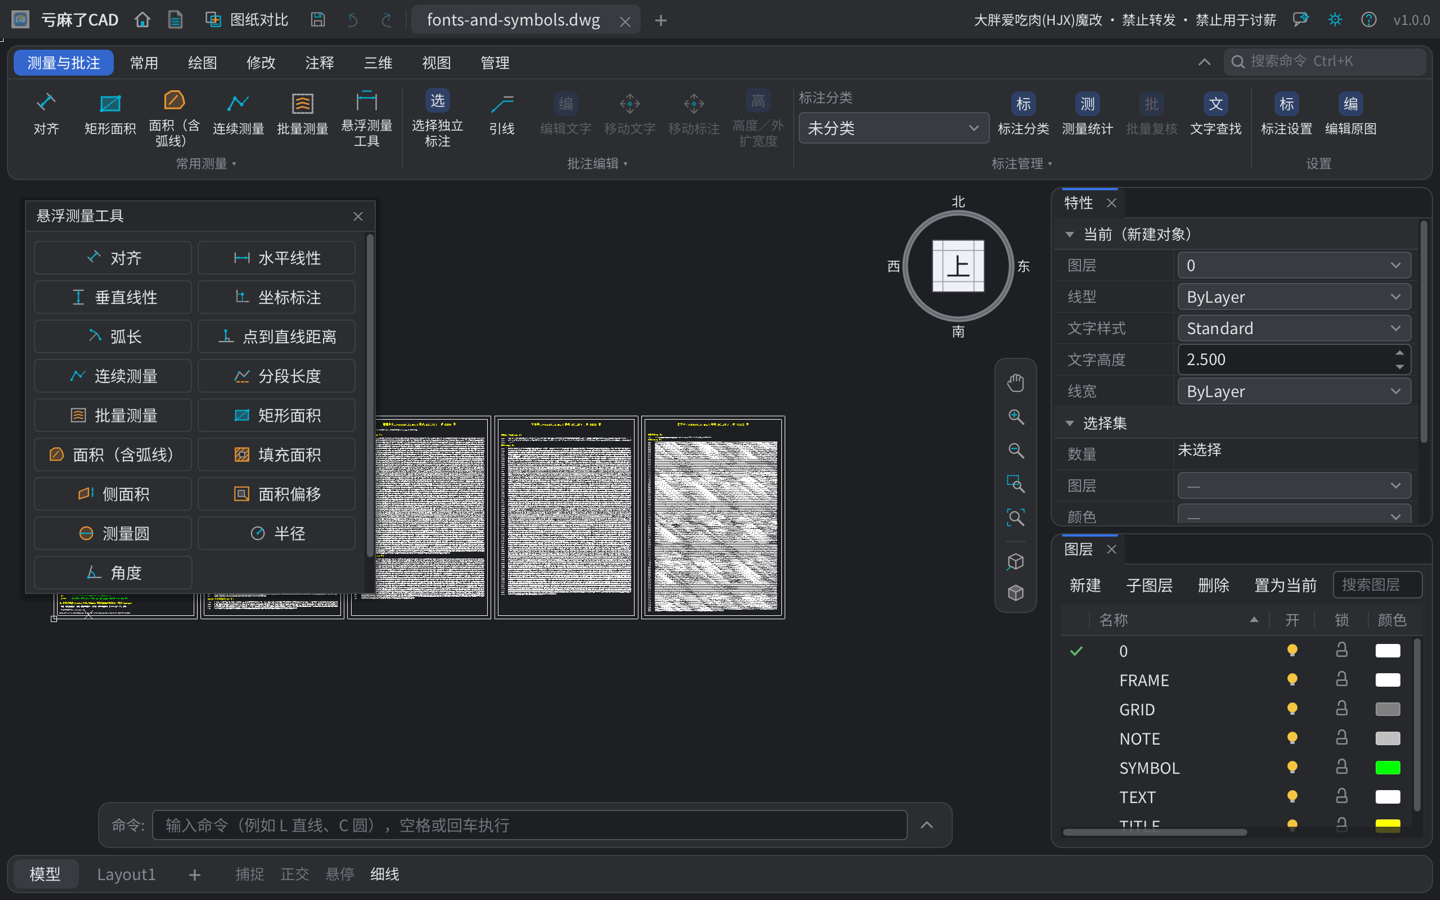 亏麻了CAD
图纸对比
fonts-and-symbols.dwg
大胖爱吃肉(HJX)魔改 • 禁止转发 • 禁止用于讨薪
v1.0.0
测量与批注 常用 绘图 修改 注释 三维 视图 管理
搜索命令 Ctrl+K
对齐
矩形面积
面积（含弧线）
连续测量
批量测量
悬浮测量工具
常用测量
选
选择独立标注
引线
编
编辑文字
移动文字
移动标注
高
高度／外扩宽度
批注编辑
标注分类
未分类
标
标注分类
测
测量统计
批
批量复核
文
文字查找
标注管理
标
标注设置
编
编辑原图
设置
悬浮测量工具
对齐 水平线性
垂直线性 坐标标注
弧长 点到直线距离
连续测量 分段长度
批量测量 矩形面积
面积（含弧线） 填充面积
侧面积 面积偏移
测量圆 半径
角度
北
西 上 东
南
特性
当前（新建对象）
图层 0
线型 ByLayer
文字样式 Standard
文字高度 2.500
线宽 ByLayer
选择集
数量 未选择
图层 —
颜色 —
图层
新建 子图层 删除 置为当前 搜索图层
名称 开 锁 颜色
0
FRAME
GRID
NOTE
SYMBOL
TEXT
TITLE
命令: 输入命令（例如 L 直线、C 圆），空格或回车执行
模型 Layout1 + 捕捉 正交 悬停 细线